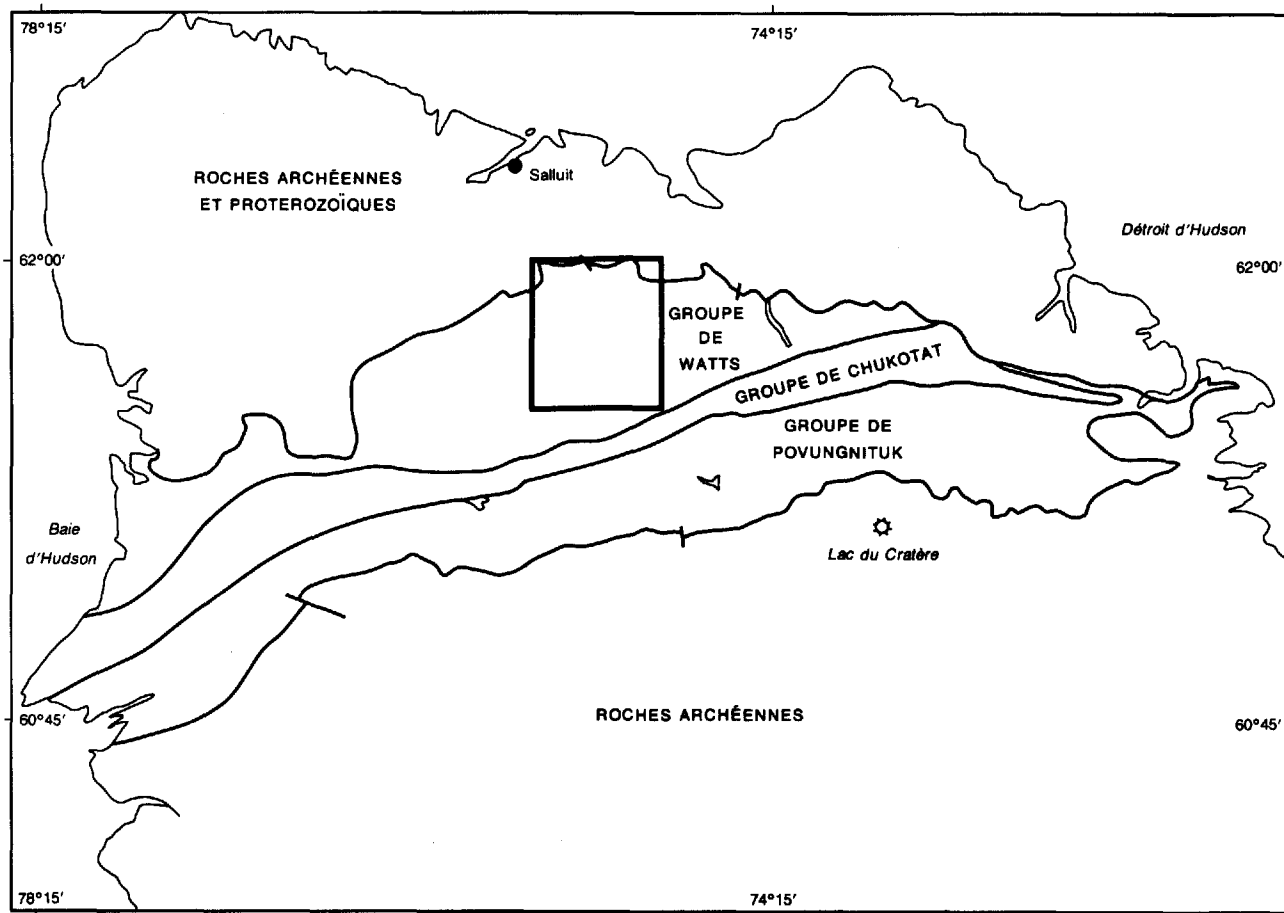 78°15′
74°15′
ROCHES ARCHÉENNES
ET PROTEROZOÏQUES
Salluit
Détroit d'Hudson
62°00′
62°00′
GROUPE
DE
WATTS
GROUPE DE CHUKOTAT
GROUPE DE
POVUNGNITUK
Baie
d'Hudson
Lac du Cratère
ROCHES ARCHÉENNES
60°45′
60°45′
78°15′
74°15′